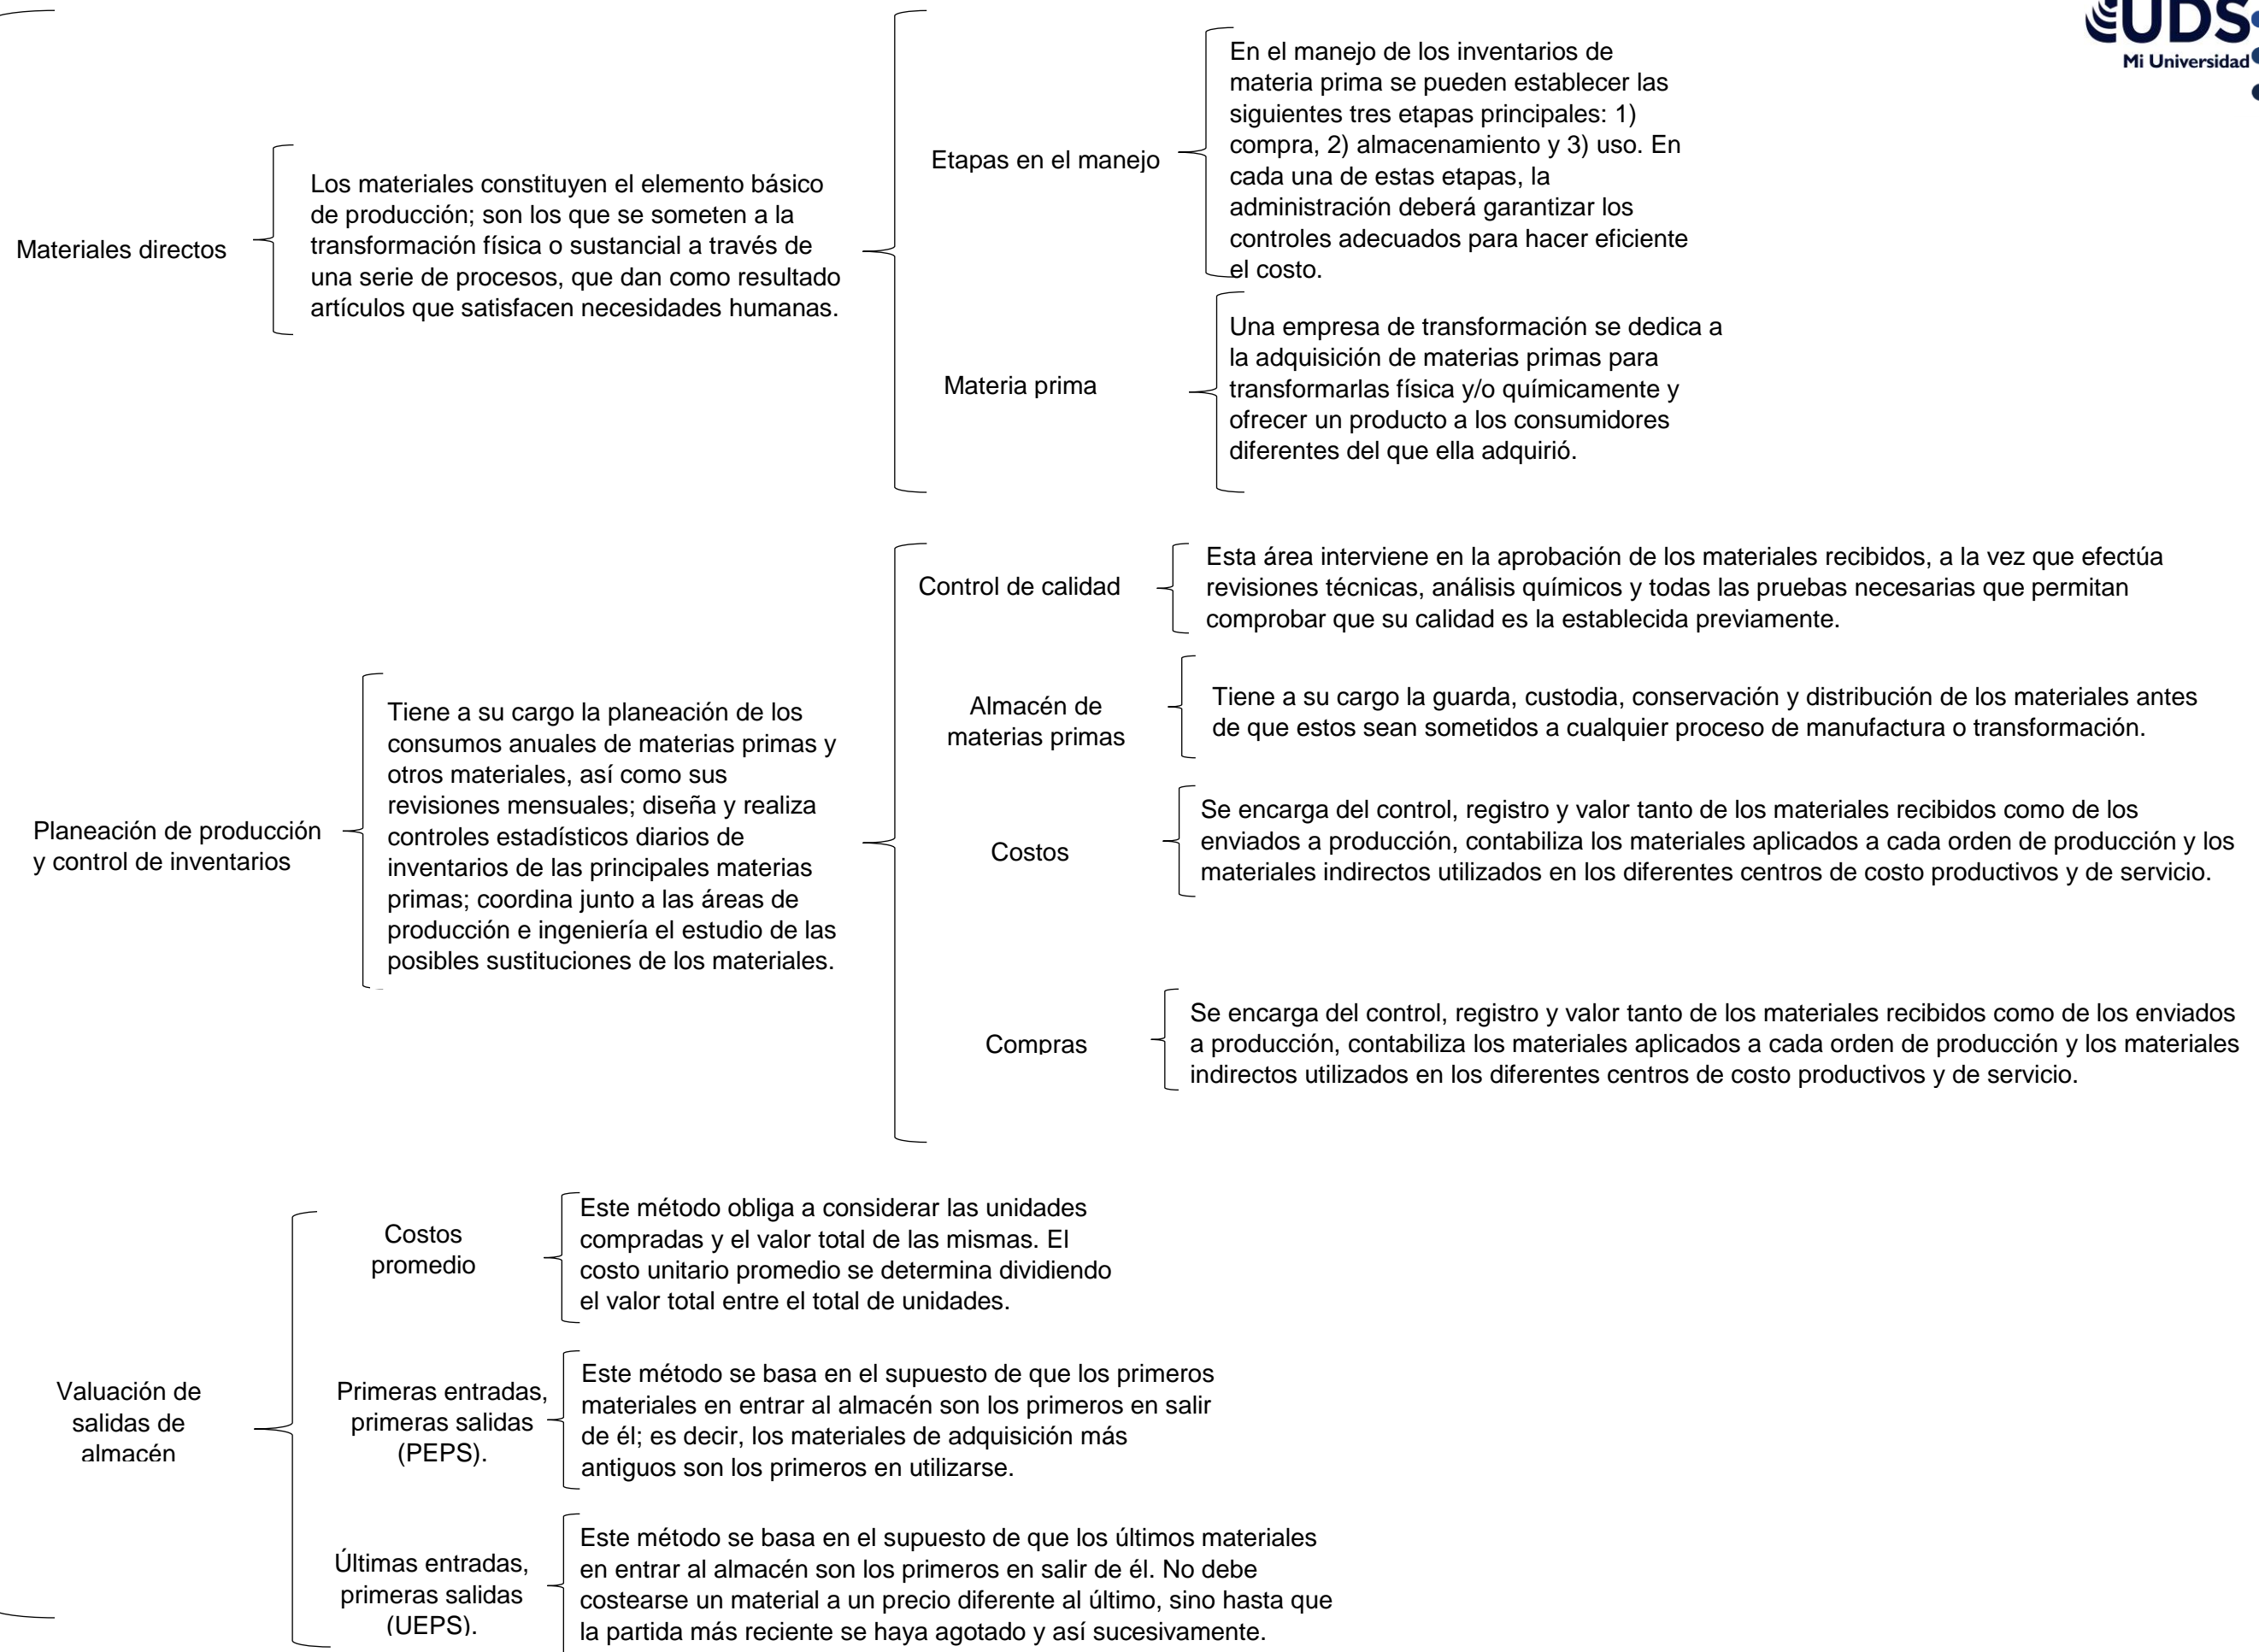 UDS
Mi Universidad
Materiales directos
Los materiales constituyen el elemento básico
de producción; son los que se someten a la
transformación física o sustancial a través de
una serie de procesos, que dan como resultado
artículos que satisfacen necesidades humanas.
Etapas en el manejo
En el manejo de los inventarios de
materia prima se pueden establecer las
siguientes tres etapas principales: 1)
compra, 2) almacenamiento y 3) uso. En
cada una de estas etapas, la
administración deberá garantizar los
controles adecuados para hacer eficiente
el costo.
Materia prima
Una empresa de transformación se dedica a
la adquisición de materias primas para
transformarlas física y/o químicamente y
ofrecer un producto a los consumidores
diferentes del que ella adquirió.
Planeación de producción
y control de inventarios
Tiene a su cargo la planeación de los
consumos anuales de materias primas y
otros materiales, así como sus
revisiones mensuales; diseña y realiza
controles estadísticos diarios de
inventarios de las principales materias
primas; coordina junto a las áreas de
producción e ingeniería el estudio de las
posibles sustituciones de los materiales.
Control de calidad
Esta área interviene en la aprobación de los materiales recibidos, a la vez que efectúa
revisiones técnicas, análisis químicos y todas las pruebas necesarias que permitan
comprobar que su calidad es la establecida previamente.
Almacén de
materias primas
Tiene a su cargo la guarda, custodia, conservación y distribución de los materiales antes
de que estos sean sometidos a cualquier proceso de manufactura o transformación.
Costos
Se encarga del control, registro y valor tanto de los materiales recibidos como de los
enviados a producción, contabiliza los materiales aplicados a cada orden de producción y los
materiales indirectos utilizados en los diferentes centros de costo productivos y de servicio.
Compras
Se encarga del control, registro y valor tanto de los materiales recibidos como de los enviados
a producción, contabiliza los materiales aplicados a cada orden de producción y los materiales
indirectos utilizados en los diferentes centros de costo productivos y de servicio.
Valuación de
salidas de
almacén
Costos
promedio
Este método obliga a considerar las unidades
compradas y el valor total de las mismas. El
costo unitario promedio se determina dividiendo
el valor total entre el total de unidades.
Primeras entradas,
primeras salidas
(PEPS).
Este método se basa en el supuesto de que los primeros
materiales en entrar al almacén son los primeros en salir
de él; es decir, los materiales de adquisición más
antiguos son los primeros en utilizarse.
Últimas entradas,
primeras salidas
(UEPS).
Este método se basa en el supuesto de que los últimos materiales
en entrar al almacén son los primeros en salir de él. No debe
costearse un material a un precio diferente al último, sino hasta que
la partida más reciente se haya agotado y así sucesivamente.